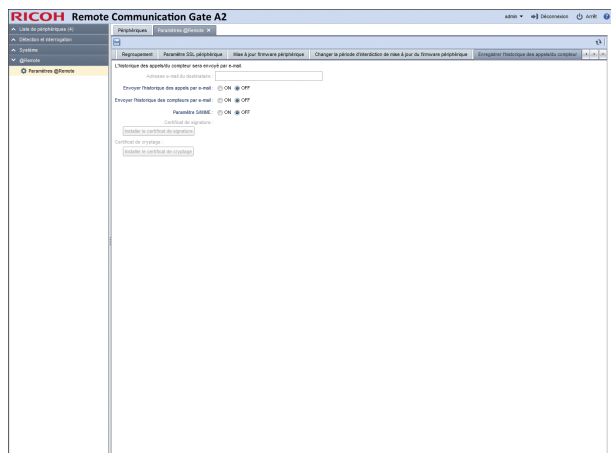 RICOH Remote Communication Gate A2
admin
Déconnexion
Arrêt
Liste de périphériques (4)
Détection et interrogation
Système
@Remote
Paramètres @Remote
Périphériques
Paramètres @Remote
Regroupement
Paramètre SSL périphérique
Mise à jour firmware périphérique
Changer la période d'interdiction de mise à jour du firmware périphérique
Enregistrer l'historique des appels/du compteur
L'historique des appels/du compteur sera envoyé par e-mail.
Adresse e-mail du destinataire :
Envoyer l'historique des appels par e-mail : ON OFF
Envoyer l'historique des compteurs par e-mail : ON OFF
Paramètre S/MIME : ON OFF
Certificat de signature :
Installer le certificat de signature
Certificat de cryptage :
Installer le certificat de cryptage